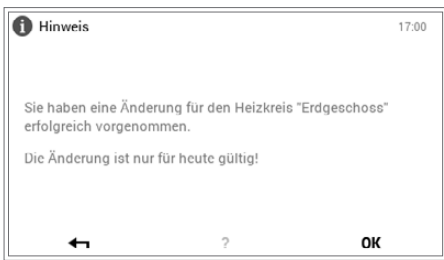 Hinweis 17:00
Sie haben eine Änderung für den Heizkreis "Erdgeschoss"
erfolgreich vorgenommen.
Die Änderung ist nur für heute gültig!
? OK